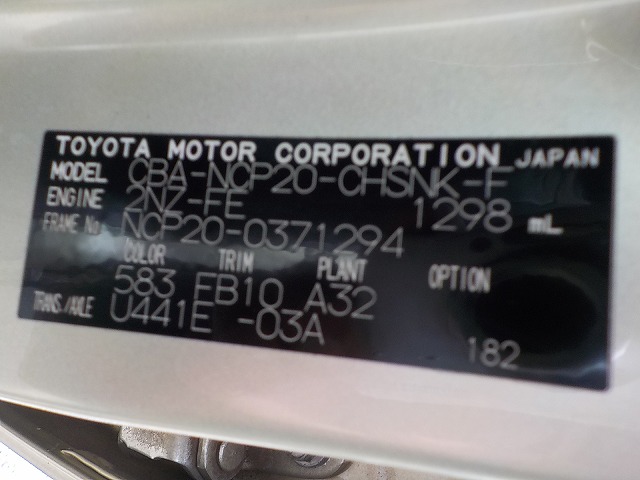 TOYOTA MOTOR CORPORATION JAPAN
MODEL CBA-NCP20-CHSNK-F
ENGINE 2NZ-FE 1298 mL
FRAME No. NCP20-0371294
COLOR TRIM PLANT OPTION
583 FB10 A32
TRANS./AXLE U441E -03A
182